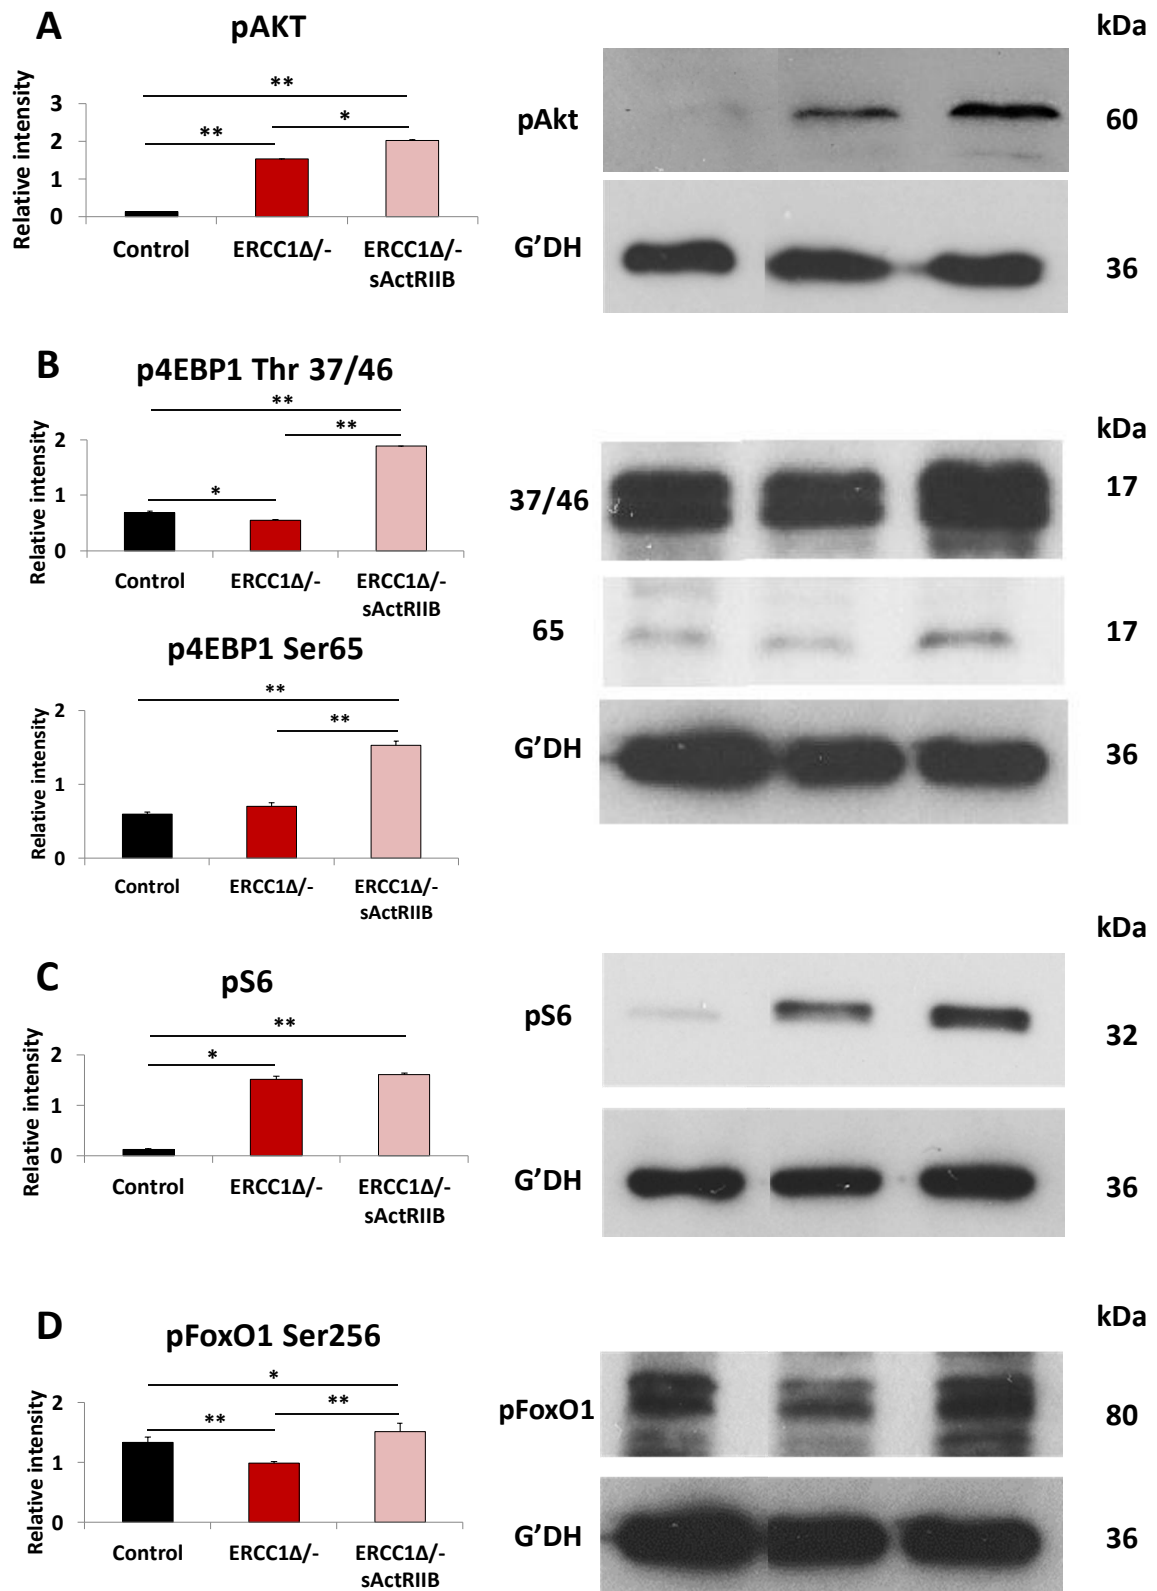 A
pAKT
kDa
**
**
*
3
2
1
0
Relative intensity
Control
ERCC1Δ/-
ERCC1Δ/-
sActRIIB
pAkt
60
G'DH
36
B
p4EBP1 Thr 37/46
**
**
*
2
1
0
Relative intensity
Control
ERCC1Δ/-
ERCC1Δ/-
sActRIIB
kDa
37/46
17
65
17
G'DH
36
p4EBP1 Ser65
**
**
2
1
0
Relative intensity
Control
ERCC1Δ/-
ERCC1Δ/-
sActRIIB
C
pS6
kDa
**
*
2
1
0
Relative intensity
Control
ERCC1Δ/-
ERCC1Δ/-
sActRIIB
pS6
32
G'DH
36
D
pFoxO1 Ser256
kDa
*
**
**
2
1
0
Relative intensity
Control
ERCC1Δ/-
ERCC1Δ/-
sActRIIB
pFoxO1
80
G'DH
36